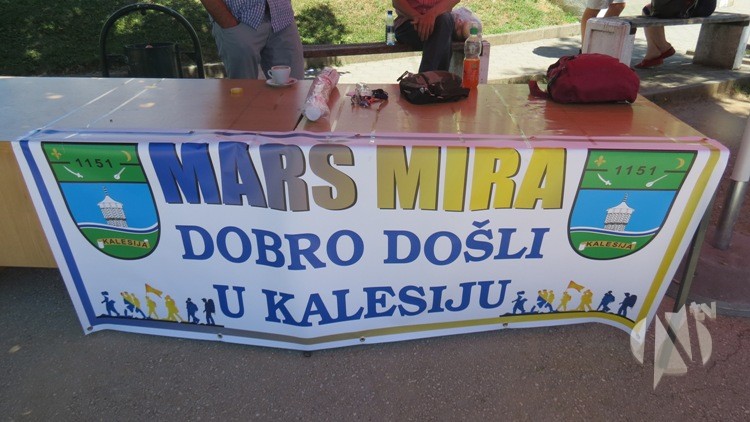 MARS MIRA
DOBRO DOŠLI
U KALESIJU
1151
KALESIJA
1151
KALESIJA